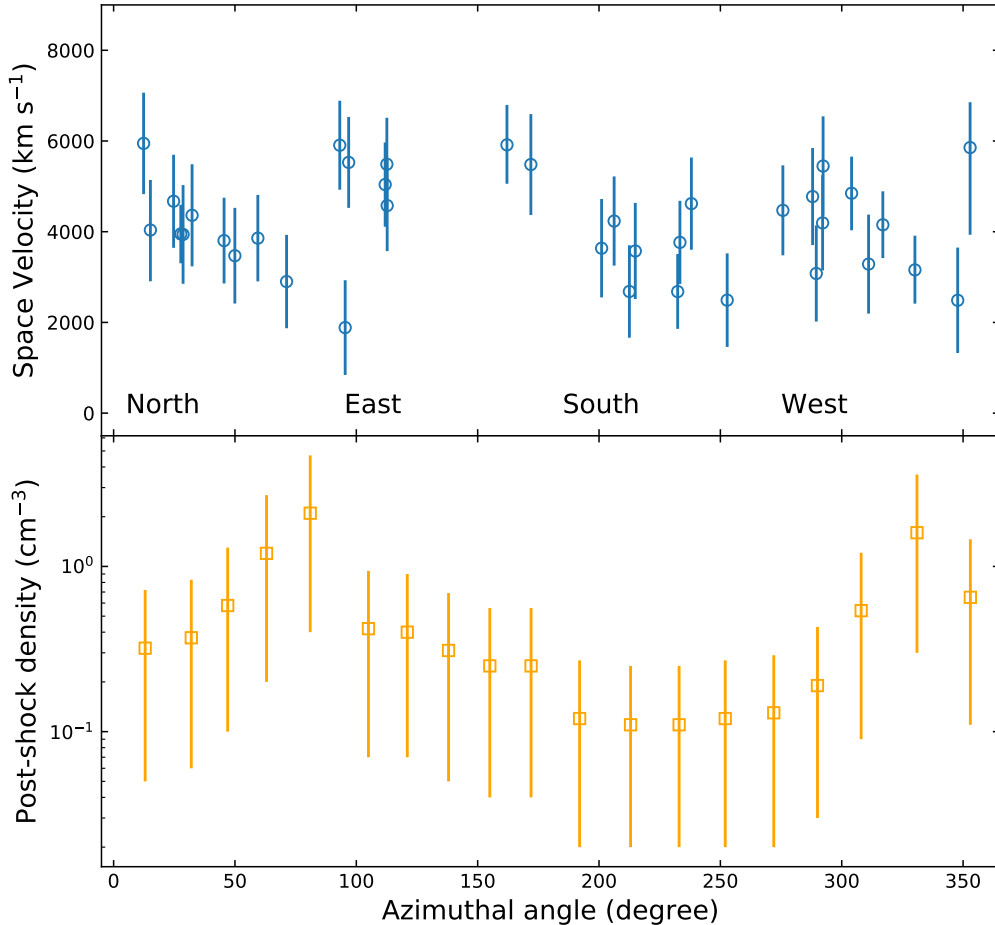 8000
6000
4000
2000
0
Space Velocity (km s⁻¹)
North East South West
10⁰
10⁻¹
Post-shock density (cm⁻³)
0 50 100 150 200 250 300 350
Azimuthal angle (degree)